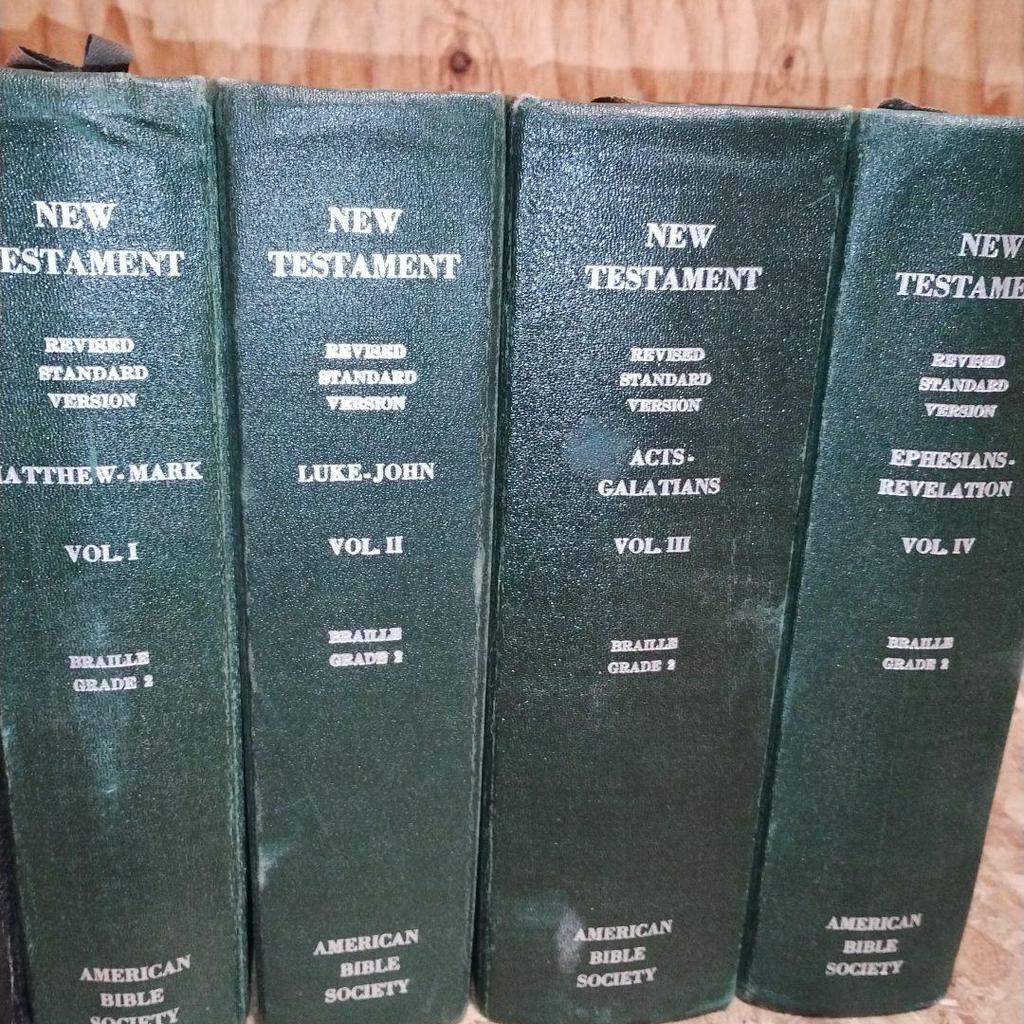 NEW
ESTAMENT
REVISED
STANDARD
VERSION
ATTHEW-MARK
VOL. I
BRAILLE
GRADE 2
AMERICAN
BIBLE
SOCIETY
NEW
TESTAMENT
REVISED
STANDARD
VERSION
LUKE-JOHN
VOL. II
BRAILLE
GRADE 2
AMERICAN
BIBLE
SOCIETY
NEW
TESTAMENT
REVISED
STANDARD
VERSION
ACTS-
GALATIANS
VOL. III
BRAILLE
GRADE 2
AMERICAN
BIBLE
SOCIETY
NEW
TESTAME
REVISED
STANDARD
VERSION
EPHESIANS-
REVELATION
VOL. IV
BRAILLE
GRADE 2
AMERICAN
BIBLE
SOCIETY